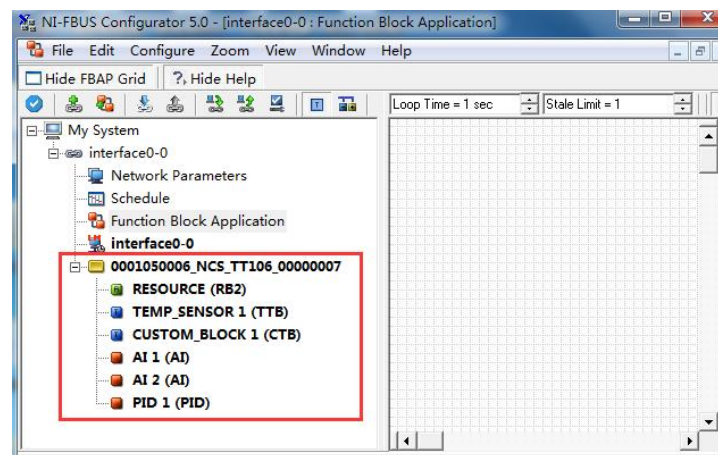 NI-FBUS Configurator 5.0 - [interface0-0 : Function Block Application]
File Edit Configure Zoom View Window Help
Hide FBAP Grid ?, Hide Help
Loop Time = 1 sec Stale Limit = 1
My System
interface0-0
Network Parameters
Schedule
Function Block Application
interface0-0
0001050006_NCS_TT106_00000007
RESOURCE (RB2)
TEMP_SENSOR 1 (TTB)
CUSTOM_BLOCK 1 (CTB)
AI 1 (AI)
AI 2 (AI)
PID 1 (PID)